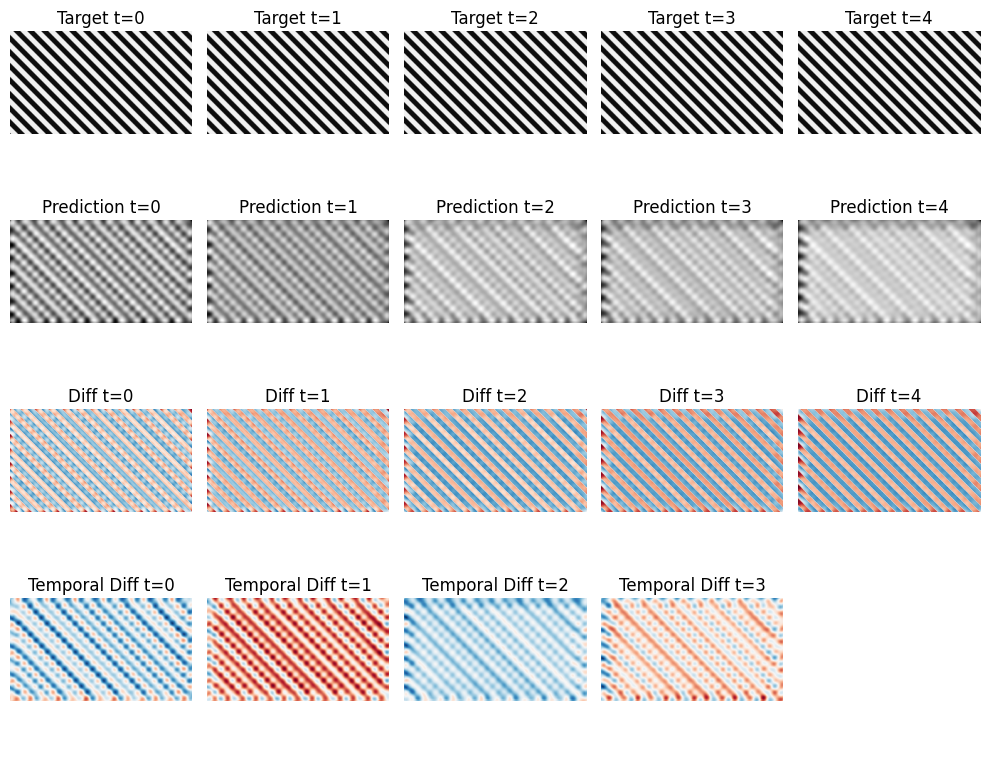 Target t=0 Target t=1 Target t=2 Target t=3 Target t=4
Prediction t=0 Prediction t=1 Prediction t=2 Prediction t=3 Prediction t=4
Diff t=0 Diff t=1 Diff t=2 Diff t=3 Diff t=4
Temporal Diff t=0 Temporal Diff t=1 Temporal Diff t=2 Temporal Diff t=3